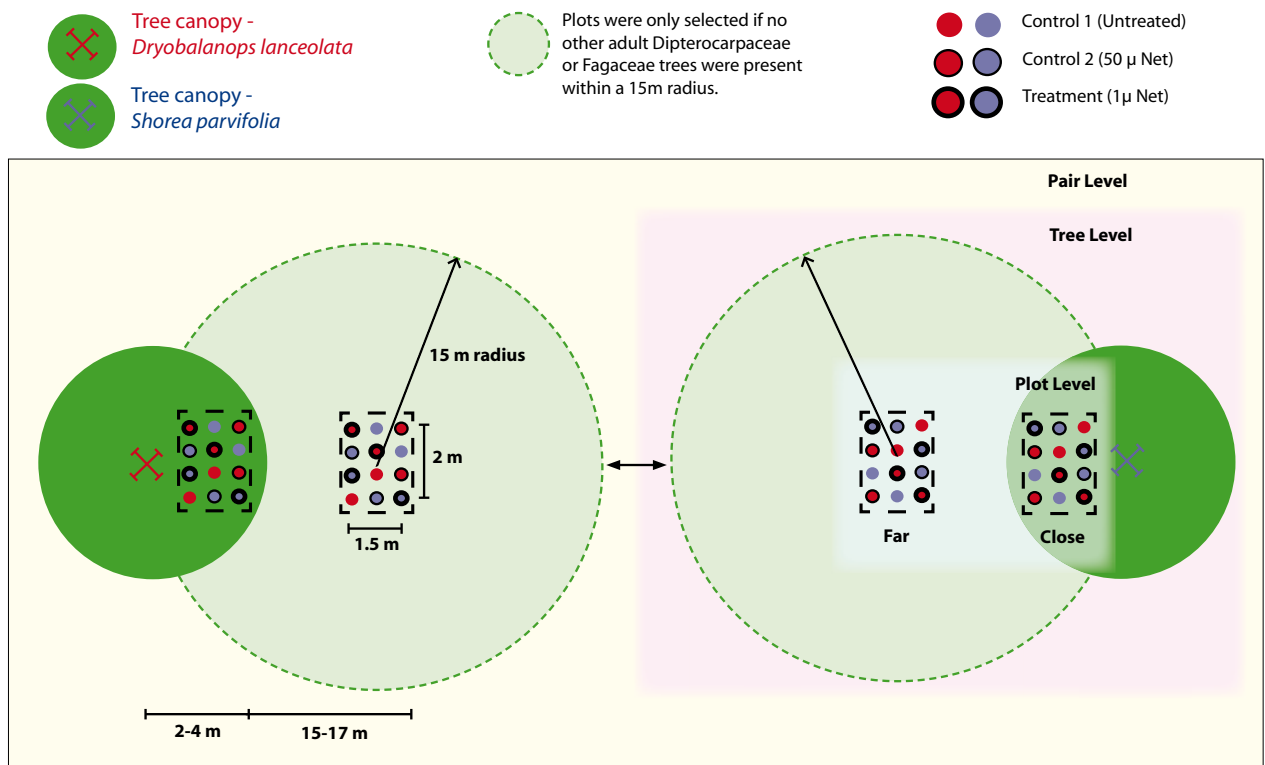 Tree canopy -
Dryobalanops lanceolata
Tree canopy -
Shorea parvifolia
Plots were only selected if no
other adult Dipterocarpaceae
or Fagaceae trees were present
within a 15m radius.
Control 1 (Untreated)
Control 2 (50 μ Net)
Treatment (1μ Net)
Pair Level
Tree Level
15 m radius
Plot Level
2 m
1.5 m
Far
Close
2-4 m
15-17 m